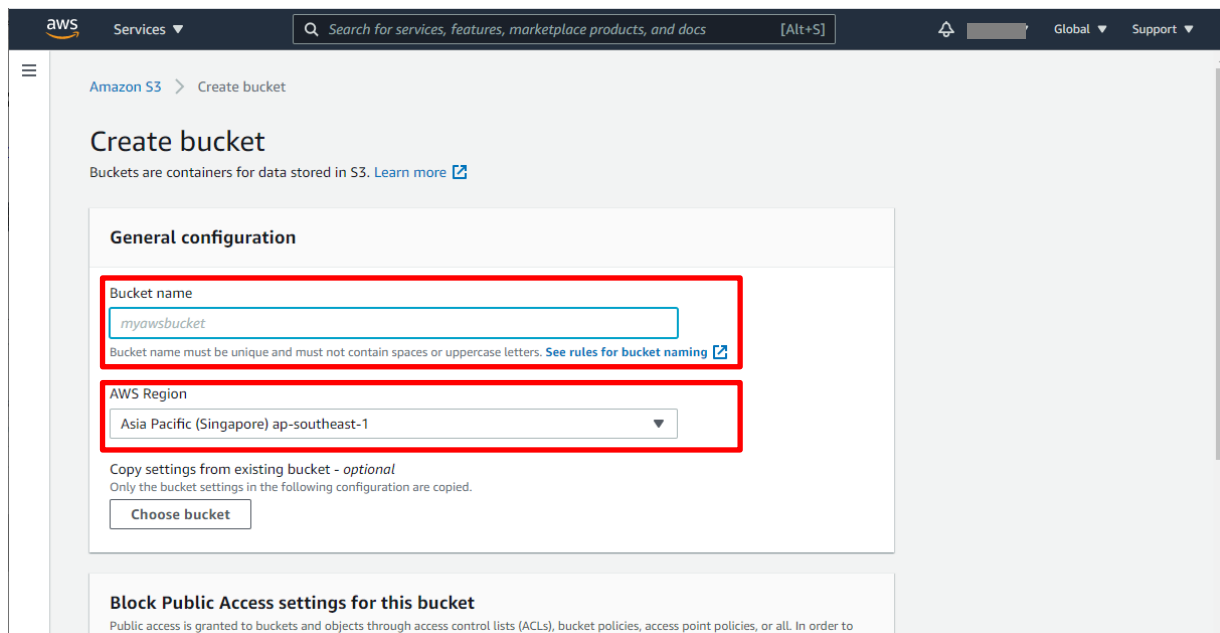 aws Services Search for services, features, marketplace products, and docs [Alt+S] Global Support
Amazon S3 Create bucket
Create bucket
Buckets are containers for data stored in S3. Learn more
General configuration
Bucket name
myawsbucket
Bucket name must be unique and must not contain spaces or uppercase letters. See rules for bucket naming
AWS Region
Asia Pacific (Singapore) ap-southeast-1
Copy settings from existing bucket - optional
Only the bucket settings in the following configuration are copied.
Choose bucket
Block Public Access settings for this bucket
Public access is granted to buckets and objects through access control lists (ACLs), bucket policies, access point policies, or all. In order to